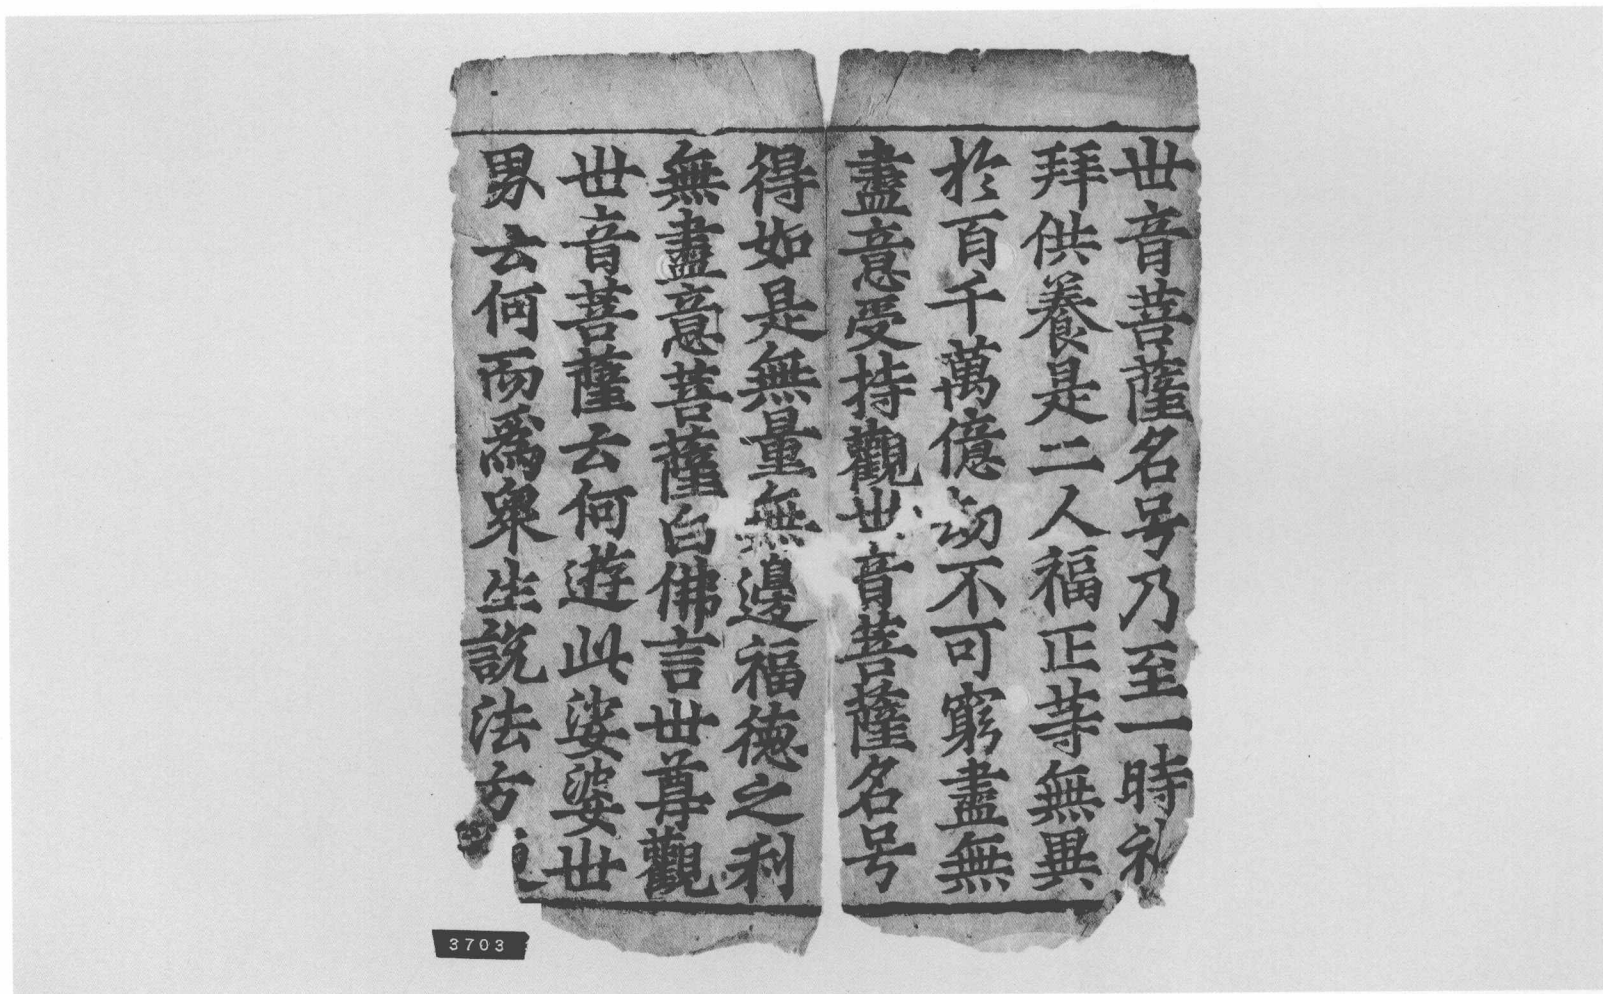 世音菩薩名号乃至一時礼
拜供養是二人福正等無異
於百千萬億劫不可窮盡無
盡意受持觀世音菩薩名号
得如是無量無邊福德之利
無盡意菩薩白佛言世尊觀
世音菩薩云何遊此娑婆世
界云何而爲衆生說法方
3703